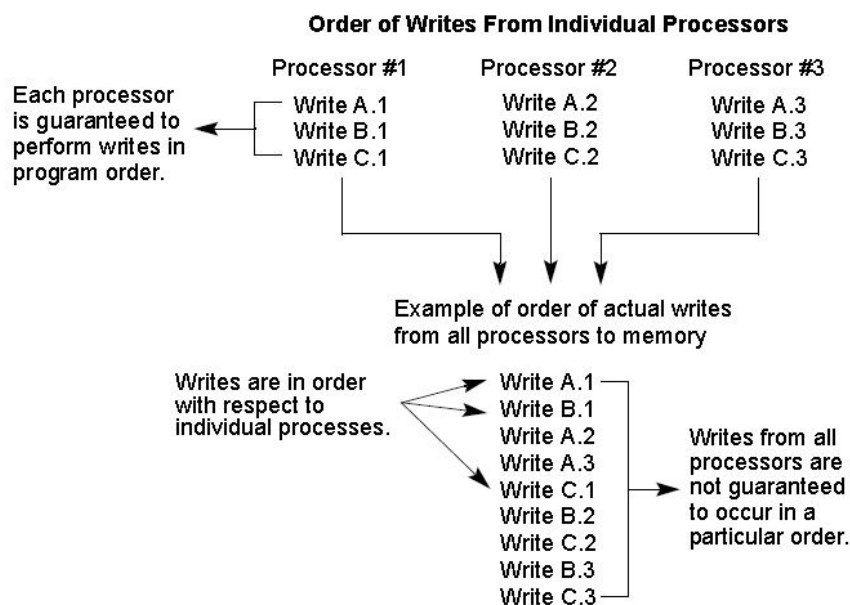 Order of Writes From Individual Processors
Processor #1
Processor #2
Processor #3
Each processor
is guaranteed to
perform writes in
program order.
Write A.1
Write B.1
Write C.1
Write A.2
Write B.2
Write C.2
Write A.3
Write B.3
Write C.3
Example of order of actual writes
from all processors to memory
Writes are in order
with respect to
individual processes.
Write A.1
Write B.1
Write A.2
Write A.3
Write C.1
Write B.2
Write C.2
Write B.3
Write C.3
Writes from all
processors are
not guaranteed
to occur in a
particular order.